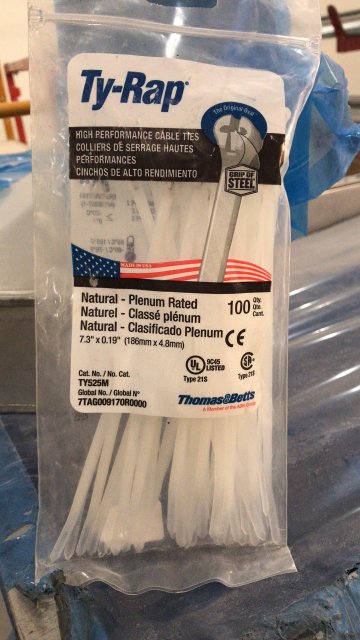 Ty-Rap®
The Original Best
HIGH PERFORMANCE CABLE TIES
COLLIERS DE SERRAGE HAUTES
PERFORMANCES
CINCHOS DE ALTO RENDIMIENTO
GRIP OF
STEEL
MADE IN USA
Natural - Plenum Rated
Naturel - Classé plénum
Natural - Clasificado Plenum
100 Qty.
Qté.
Cant.
7.3" x 0.19" (186mm x 4.8mm)
CE
Cat. No. / No. Cat.
TY525M
Global No. / Global N°
7TAG009170R0000
UL 9C45
LISTED
Type 21S
Type 21S
Thomas&Betts
A Member of the ABB Group